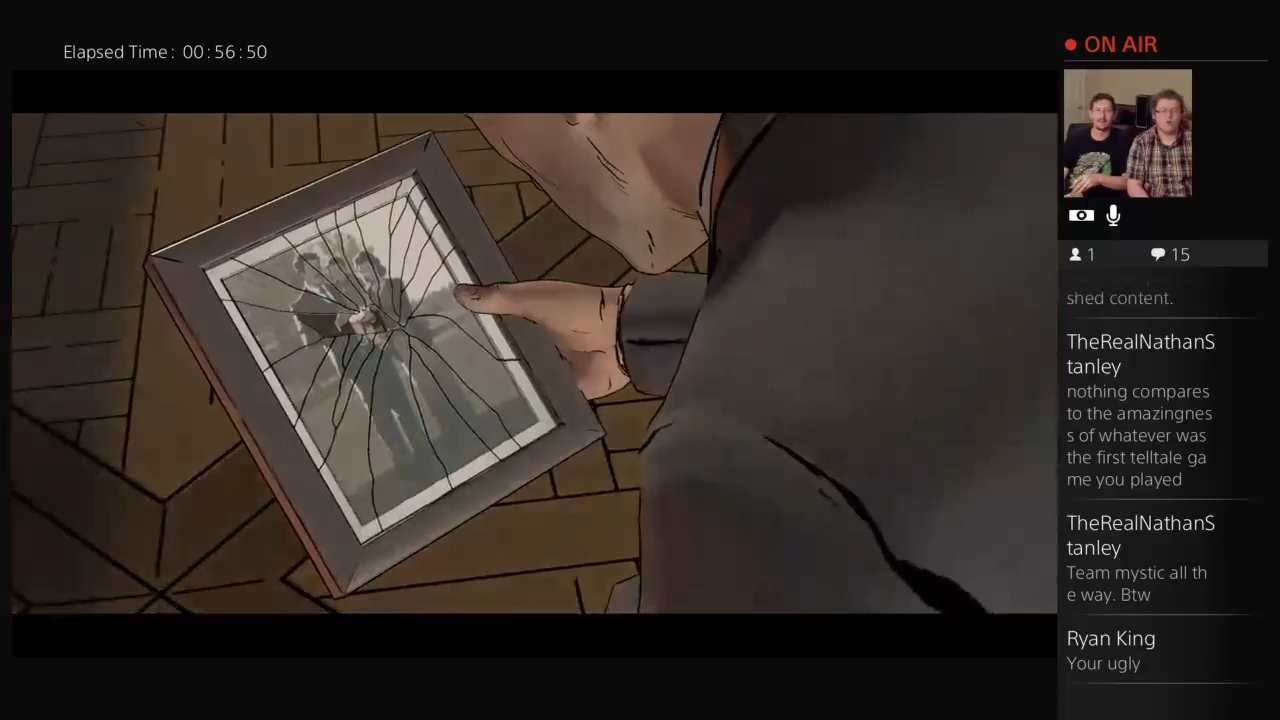 Elapsed Time: 00:56:50
ON AIR
1 15
shed content.
TheRealNathanS
tanley
nothing compares
to the amazingnes
s of whatever was
the first telltale ga
me you played
TheRealNathanS
tanley
Team mystic all th
e way. Btw
Ryan King
Your ugly